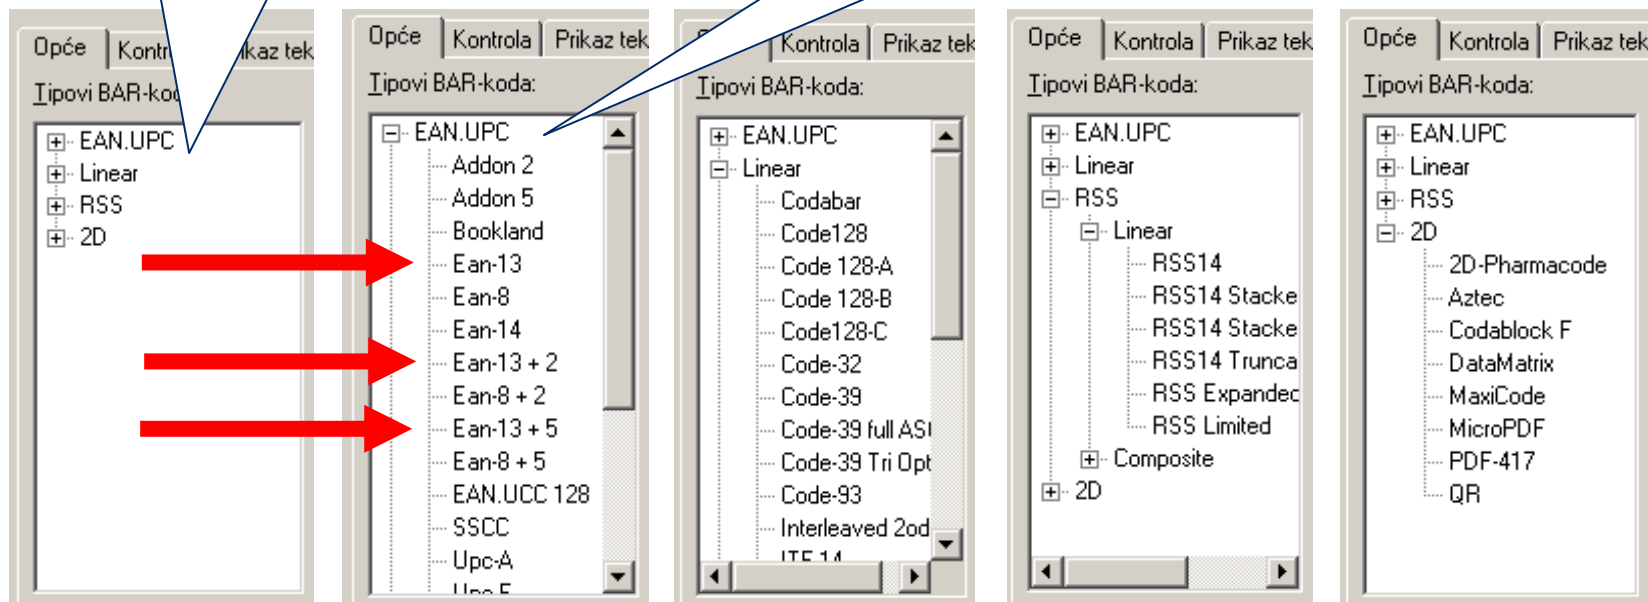 Opće Kontrola
Tipovi BAR-koda
EAN.UPC
Linear
RSS
2D
Opće Kontrola Prikaz tek
Tipovi BAR-koda:
EAN.UPC
Addon 2
Addon 5
Bookland
Ean-13
Ean-8
Ean-14
Ean-13 + 2
Ean-8 + 2
Ean-13 + 5
Ean-8 + 5
EAN.UCC 128
SSCC
Upc-A
Kontrola Prikaz tek
Tipovi BAR-koda:
EAN.UPC
Linear
Codabar
Code128
Code 128-A
Code 128-B
Code128-C
Code-32
Code-39
Code-39 full AS
Code-39 Tri Opt
Code-93
Interleaved 2od
ITF 14
Opće Kontrola Prikaz tek
Tipovi BAR-koda:
EAN.UPC
Linear
RSS
Linear
RSS14
RSS14 Stacke
RSS14 Stacke
RSS14 Trunca
RSS Expanded
RSS Limited
Composite
2D
Opće Kontrola Prikaz tek
Tipovi BAR-koda:
EAN.UPC
Linear
RSS
2D
2D-Pharmacode
Aztec
Codablock F
DataMatrix
MaxiCode
MicroPDF
PDF-417
QR